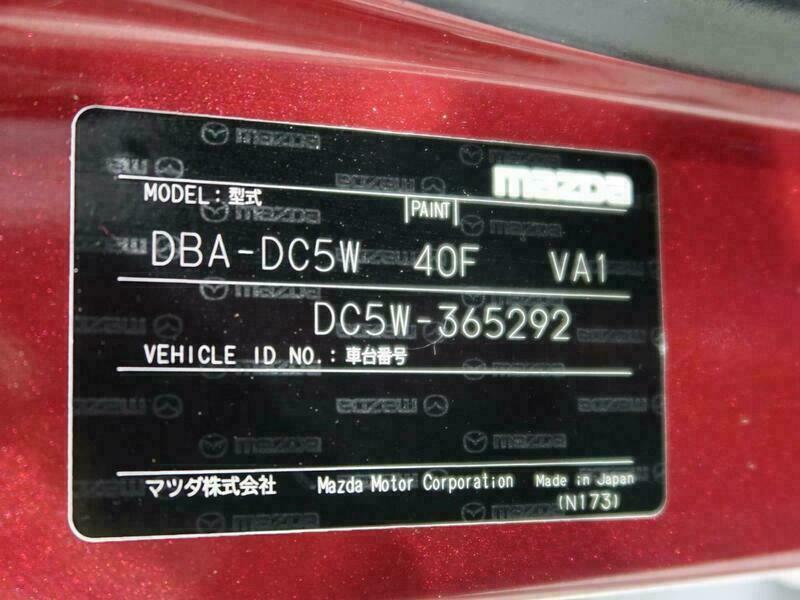 mazda
MODEL：型式
PAINT
DBA-DC5W 40F VA1
DC5W-365292
VEHICLE ID NO.：車台番号
マツダ株式会社 Mazda Motor Corporation Made in Japan
(N173)